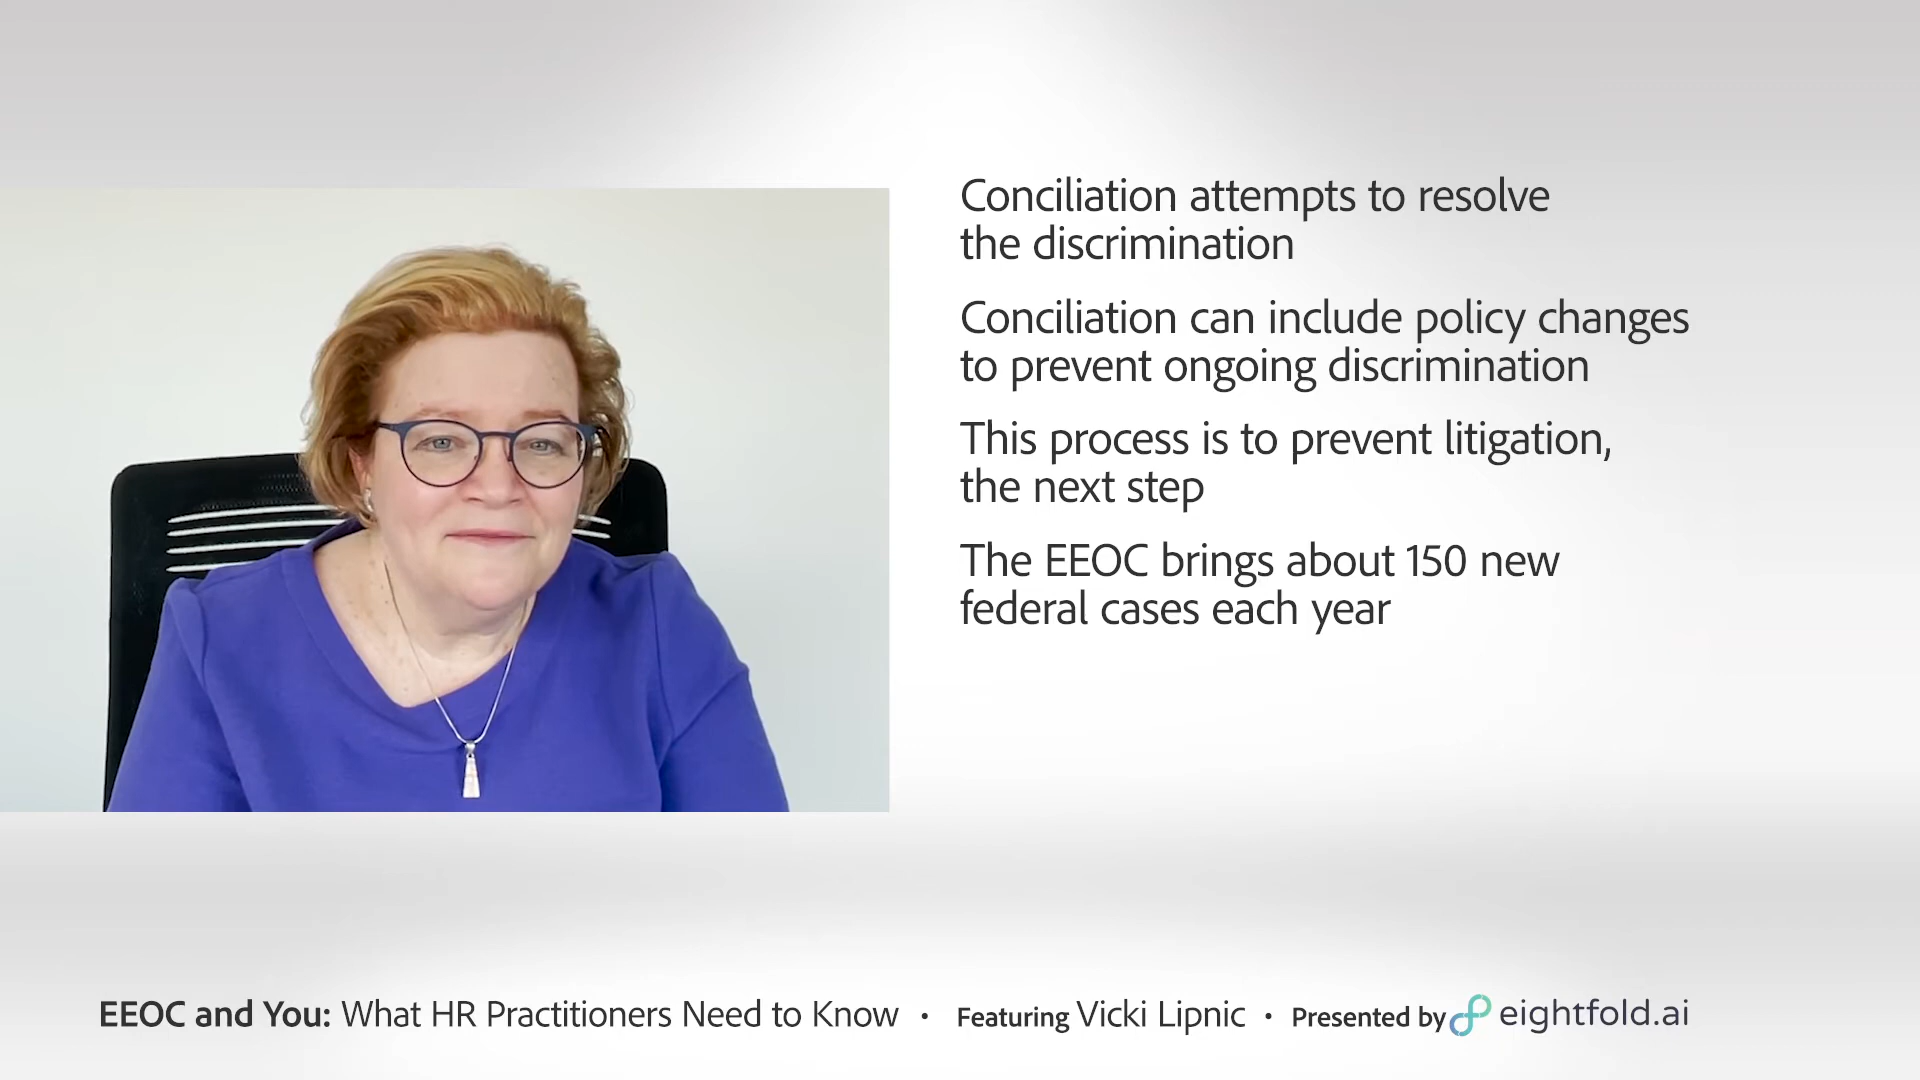 Conciliation attempts to resolve
the discrimination
Conciliation can include policy changes
to prevent ongoing discrimination
This process is to prevent litigation,
the next step
The EEOC brings about 150 new
federal cases each year
EEOC and You: What HR Practitioners Need to Know • Featuring Vicki Lipnic • Presented by eightfold.ai